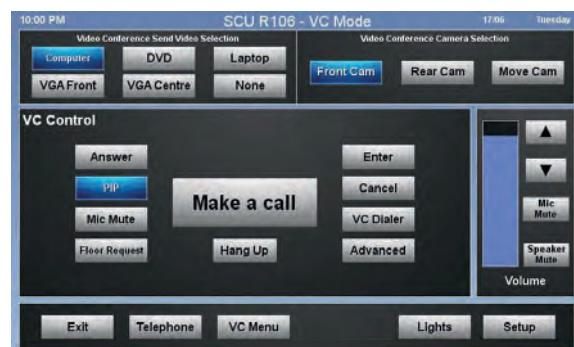 10:00 PM SCU R106 - VC Mode 17/06 Tuesday
Video Conference Send Video Selection
Computer DVD Laptop
VGA Front VGA Centre None
Video Conference Camera Selection
Front Cam Rear Cam Move Cam
VC Control
Answer
PIP
Mic Mute
Floor Request
Make a call
Hang Up
Enter
Cancel
VC Dialer
Advanced
Mic
Mute
Speaker
Mute
Volume
Exit Telephone VC Menu Lights Setup